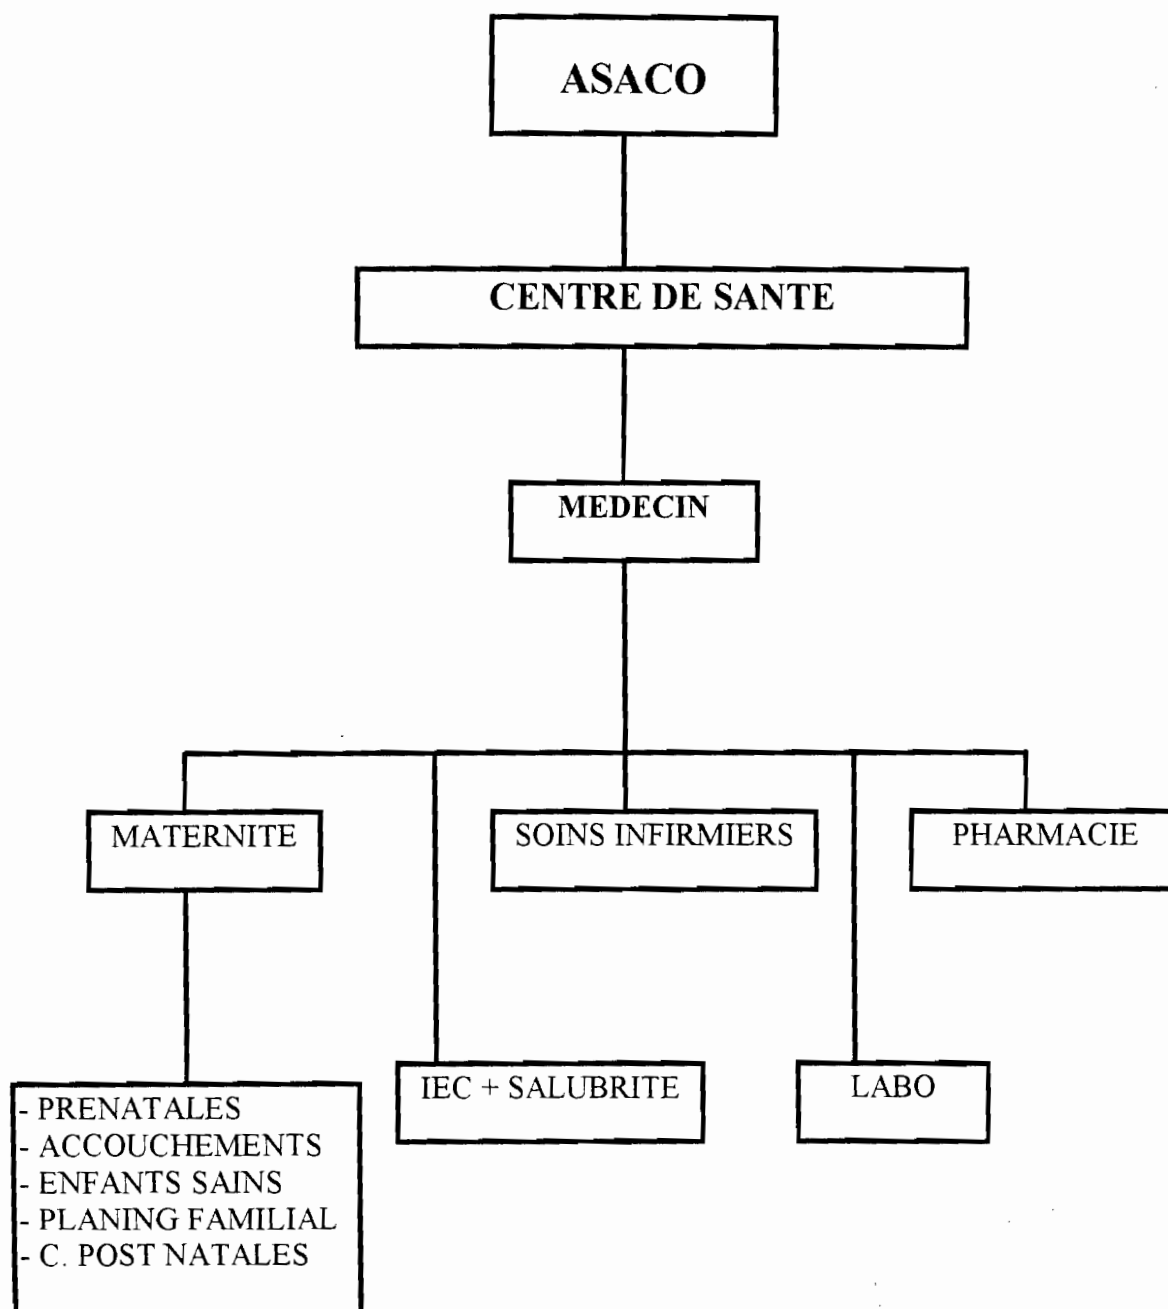 ASACO
CENTRE DE SANTE
MEDECIN
MATERNITE
SOINS INFIRMIERS
PHARMACIE
IEC + SALUBRITE
LABO
- PRENATALES
- ACCOUCHEMENTS
- ENFANTS SAINS
- PLANING FAMILIAL
- C. POST NATALES